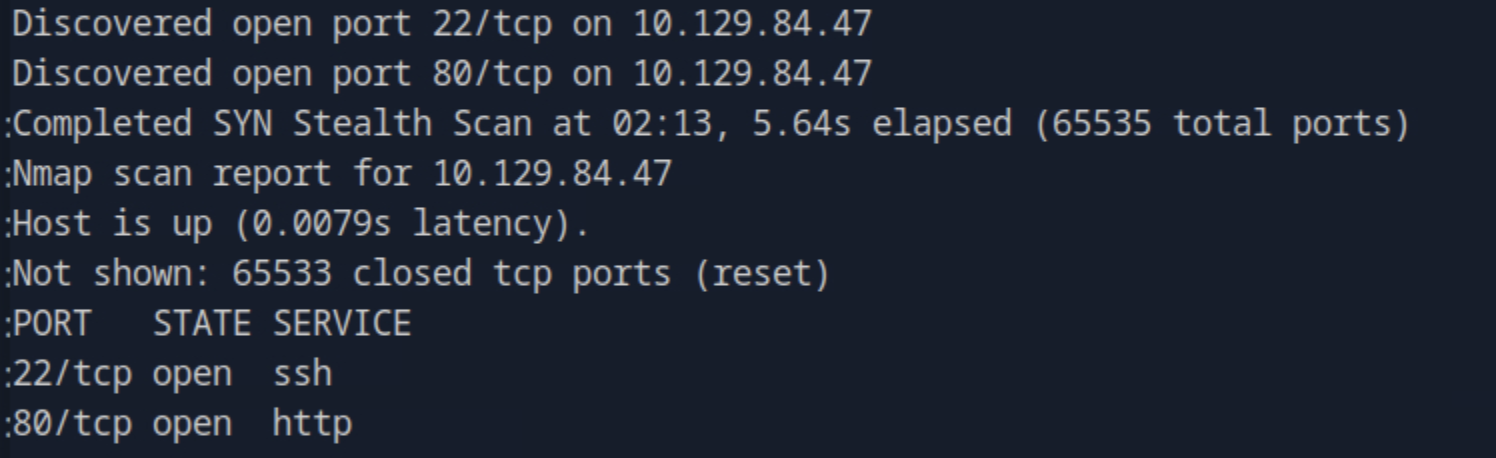 Discovered open port 22/tcp on 10.129.84.47
Discovered open port 80/tcp on 10.129.84.47
:Completed SYN Stealth Scan at 02:13, 5.64s elapsed (65535 total ports)
:Nmap scan report for 10.129.84.47
:Host is up (0.0079s latency).
:Not shown: 65533 closed tcp ports (reset)
:PORT   STATE SERVICE
:22/tcp open  ssh
:80/tcp open  http